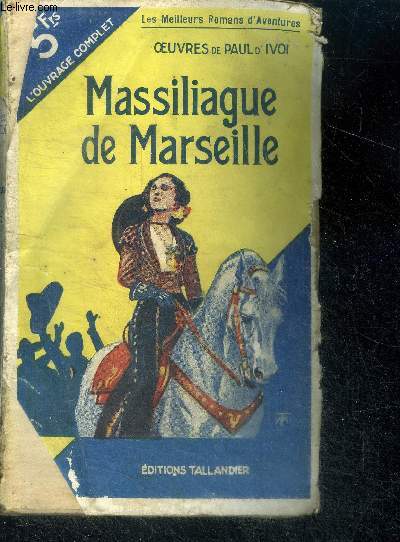 Les Meilleurs Romans d'Aventures
5 Frs
L'OUVRAGE COMPLET
ŒUVRES DE PAUL D'IVOI
Massiliague
de Marseille
ÉDITIONS TALLANDIER
le-livre.com